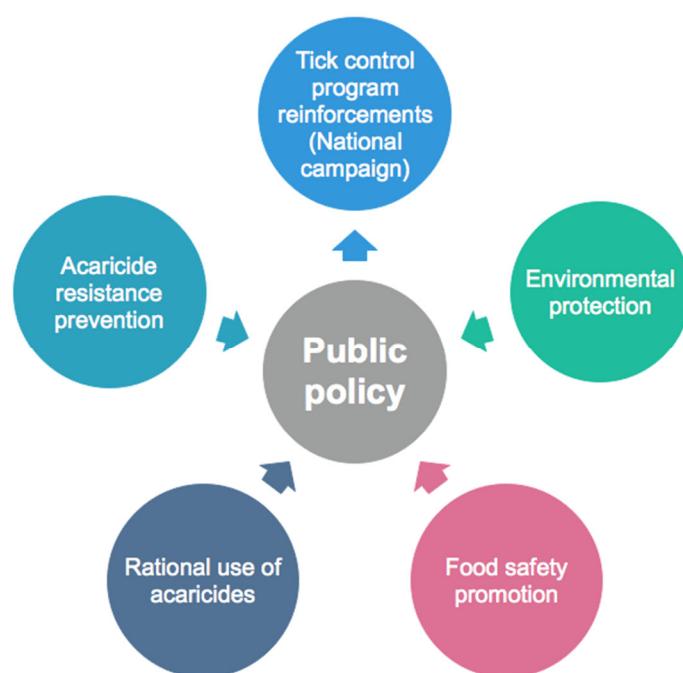 Tick control
program
reinforcements
(National
campaign)
Acaricide
resistance
prevention
Environmental
protection
Public
policy
Rational use of
acaricides
Food safety
promotion